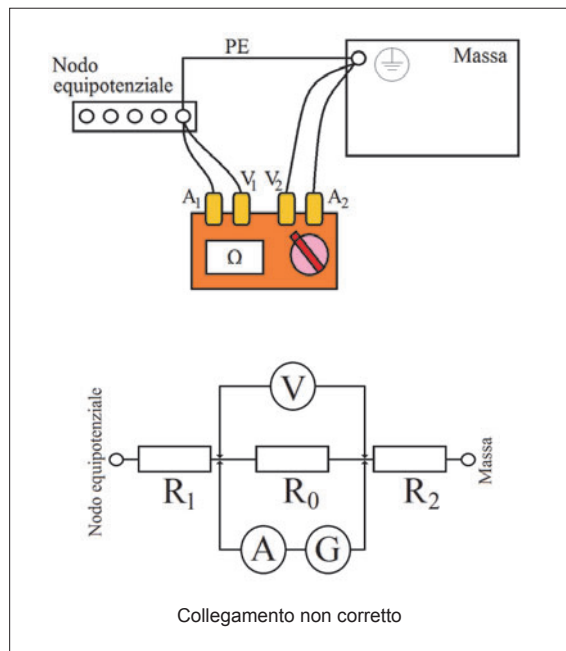 PE
Massa
Nodo
equipotenziale
A1
V1
V2
A2
Ω
V
Nodo equipotenziale
Massa
R1
R0
R2
A
G
Collegamento non corretto